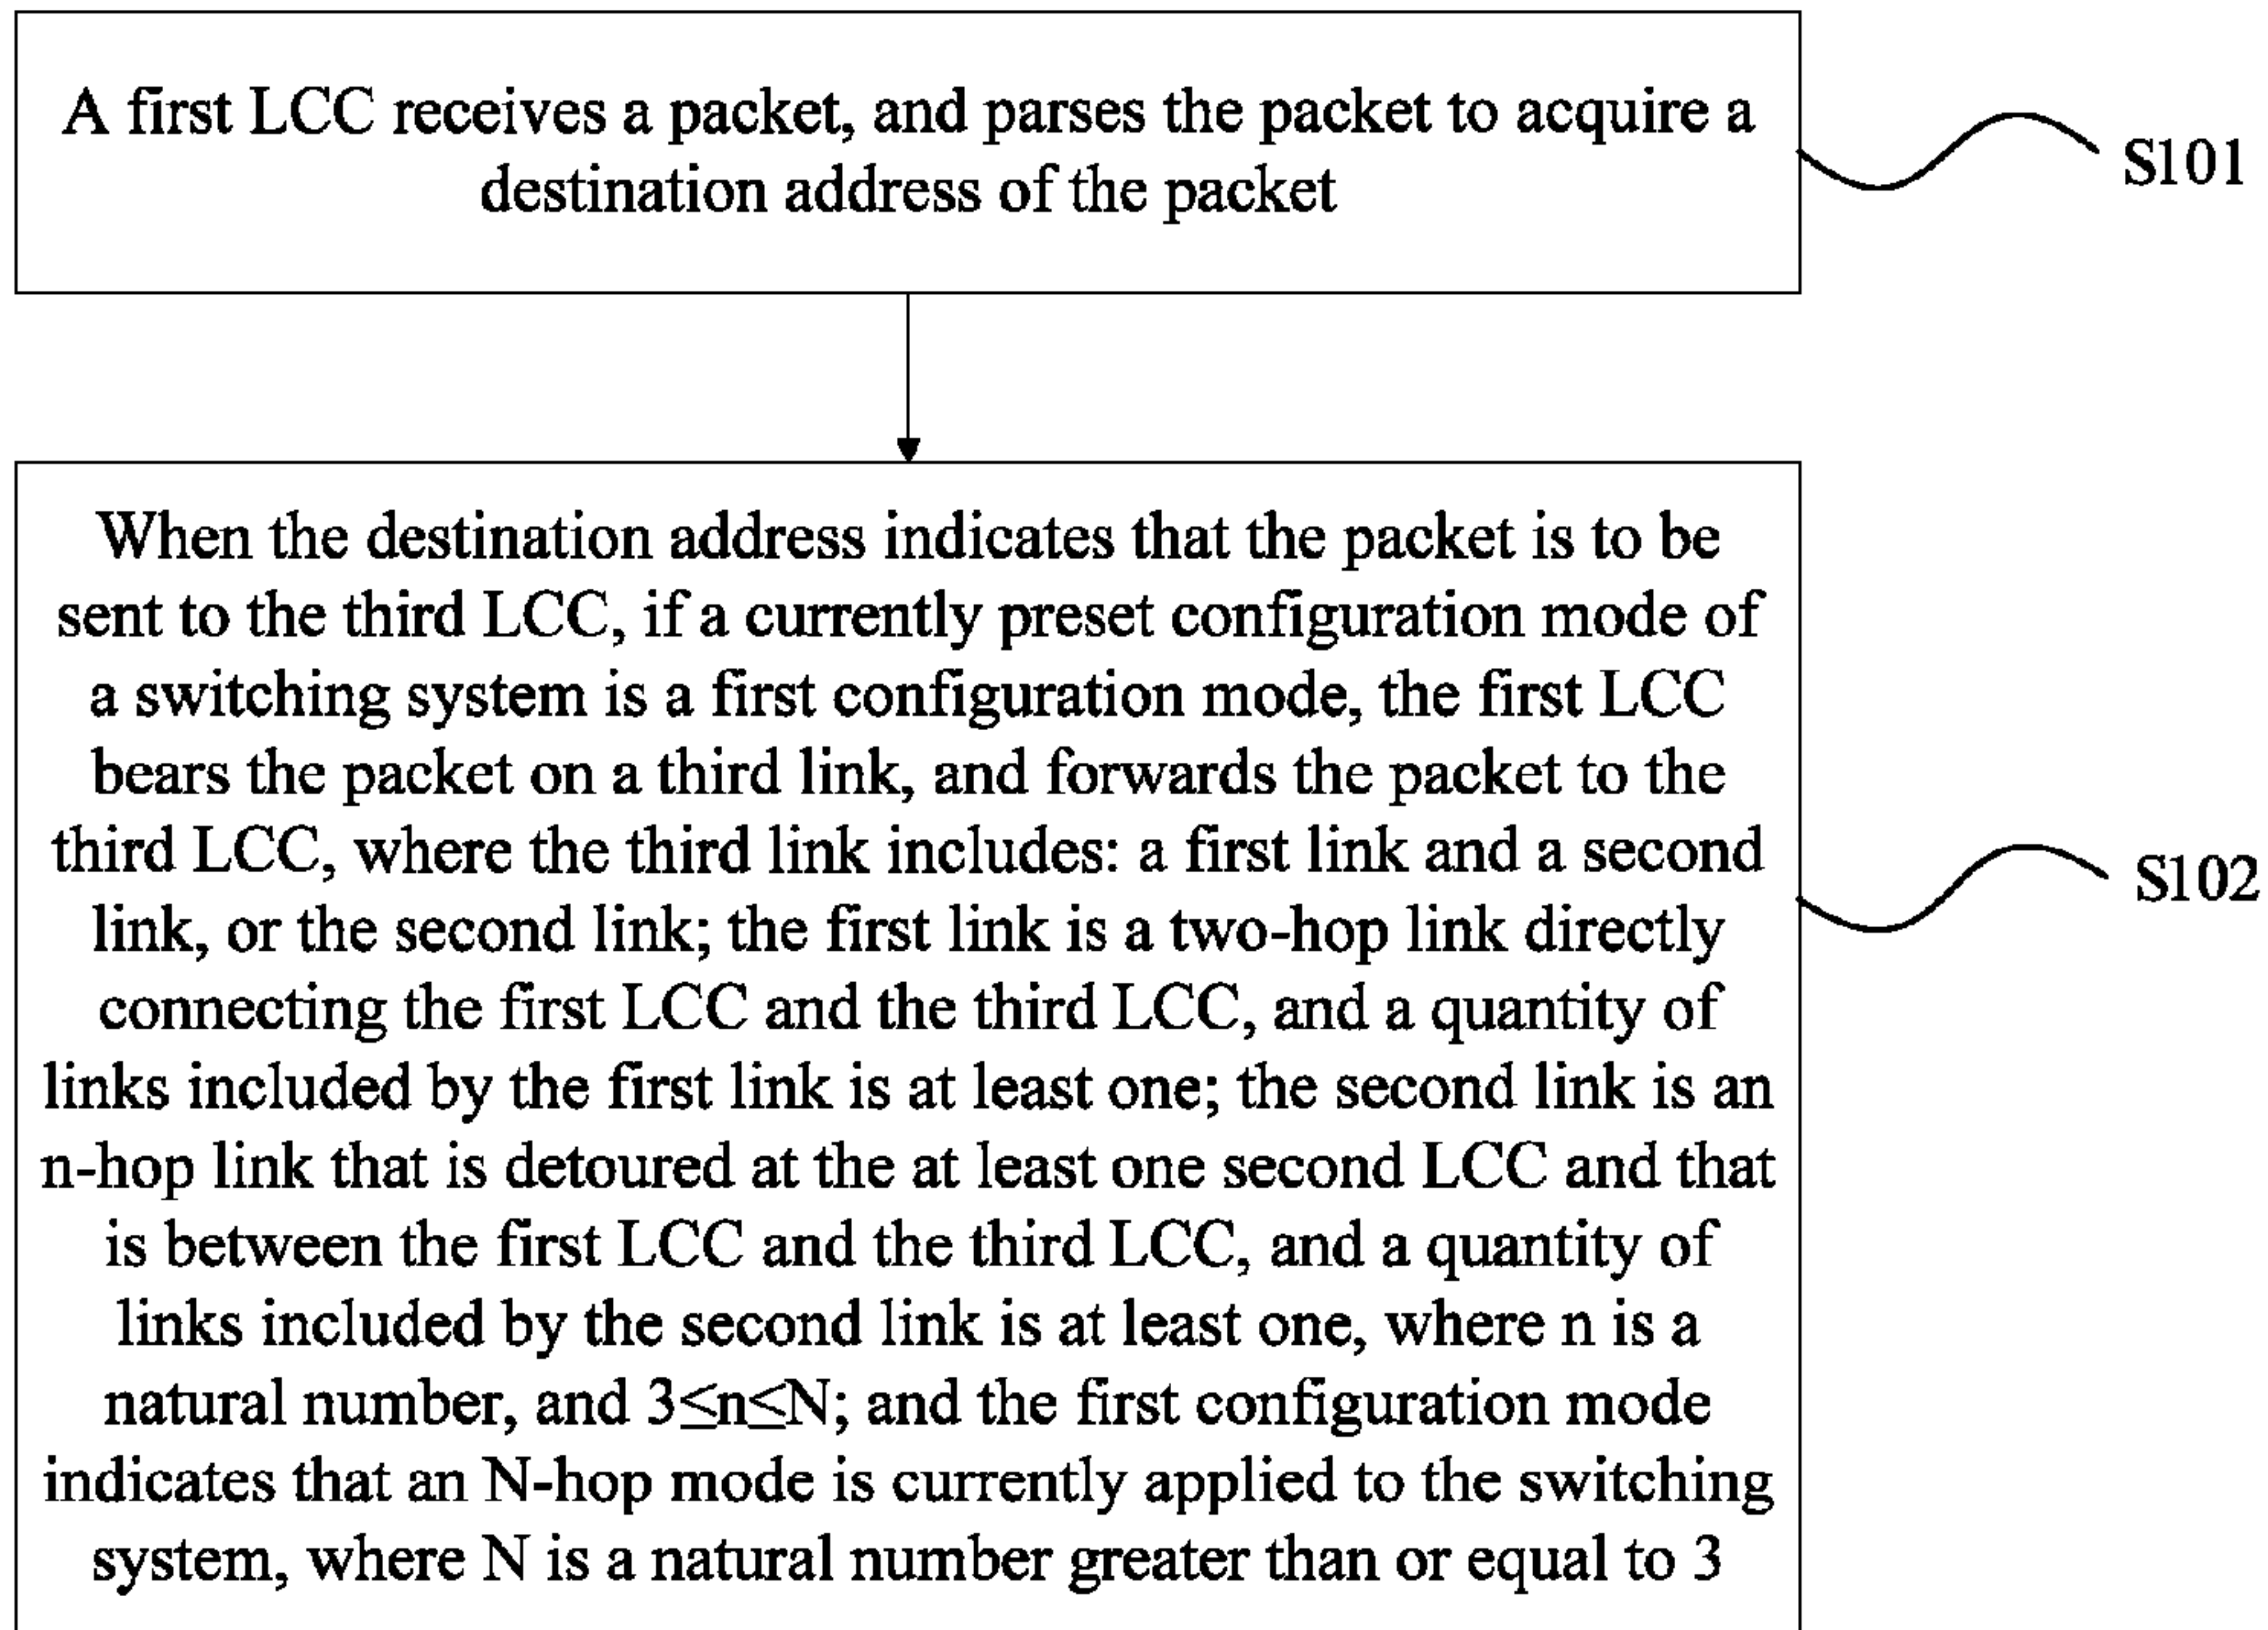 A first LCC receives a packet, and parses the packet to acquire a
destination address of the packet
S101
When the destination address indicates that the packet is to be
sent to the third LCC, if a currently preset configuration mode of
a switching system is a first configuration mode, the first LCC
bears the packet on a third link, and forwards the packet to the
third LCC, where the third link includes: a first link and a second
link, or the second link; the first link is a two-hop link directly
connecting the first LCC and the third LCC, and a quantity of
links included by the first link is at least one; the second link is an
n-hop link that is detoured at the at least one second LCC and that
is between the first LCC and the third LCC, and a quantity of
links included by the second link is at least one, where n is a
natural number, and 3≤n≤N; and the first configuration mode
indicates that an N-hop mode is currently applied to the switching
system, where N is a natural number greater than or equal to 3
S102